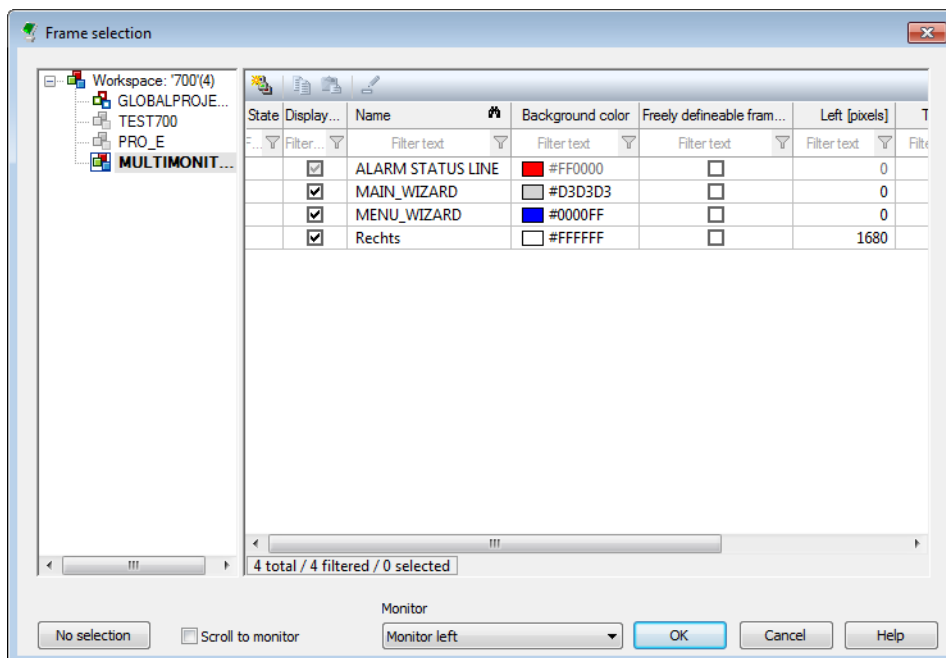 Frame selection
Workspace: '700'(4)
GLOBALPROJE...
TEST700
PRO_E
MULTIMONIT...
State Display... Name Background color Freely defineable fram... Left [pixels] T
F... Filter... Filter text Filter text Filter text Filter text Filte
ALARM STATUS LINE #FF0000 0
MAIN_WIZARD #D3D3D3 0
MENU_WIZARD #0000FF 0
Rechts #FFFFFF 1680
4 total / 4 filtered / 0 selected
Monitor
No selection Scroll to monitor Monitor left OK Cancel Help